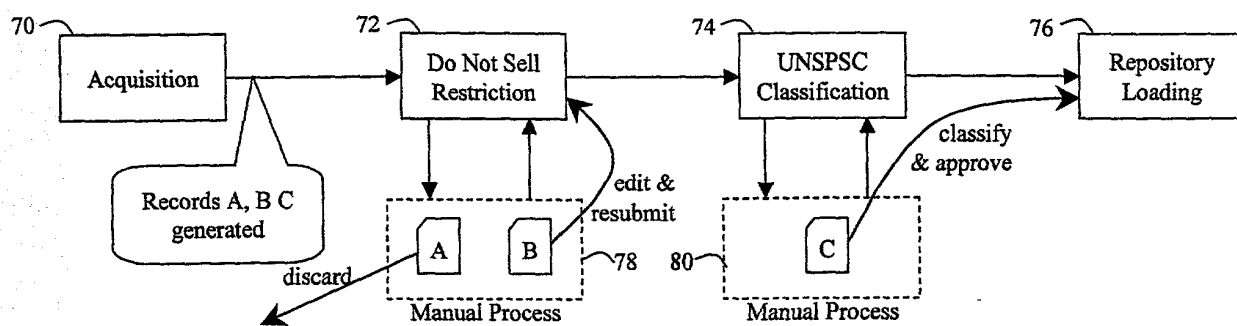 70
72
74
76
Acquisition
Do Not Sell
Restriction
UNSPSC
Classification
Repository
Loading
Records A, B C
generated
edit &
resubmit
classify
& approve
A
B
C
discard
78
80
Manual Process
Manual Process